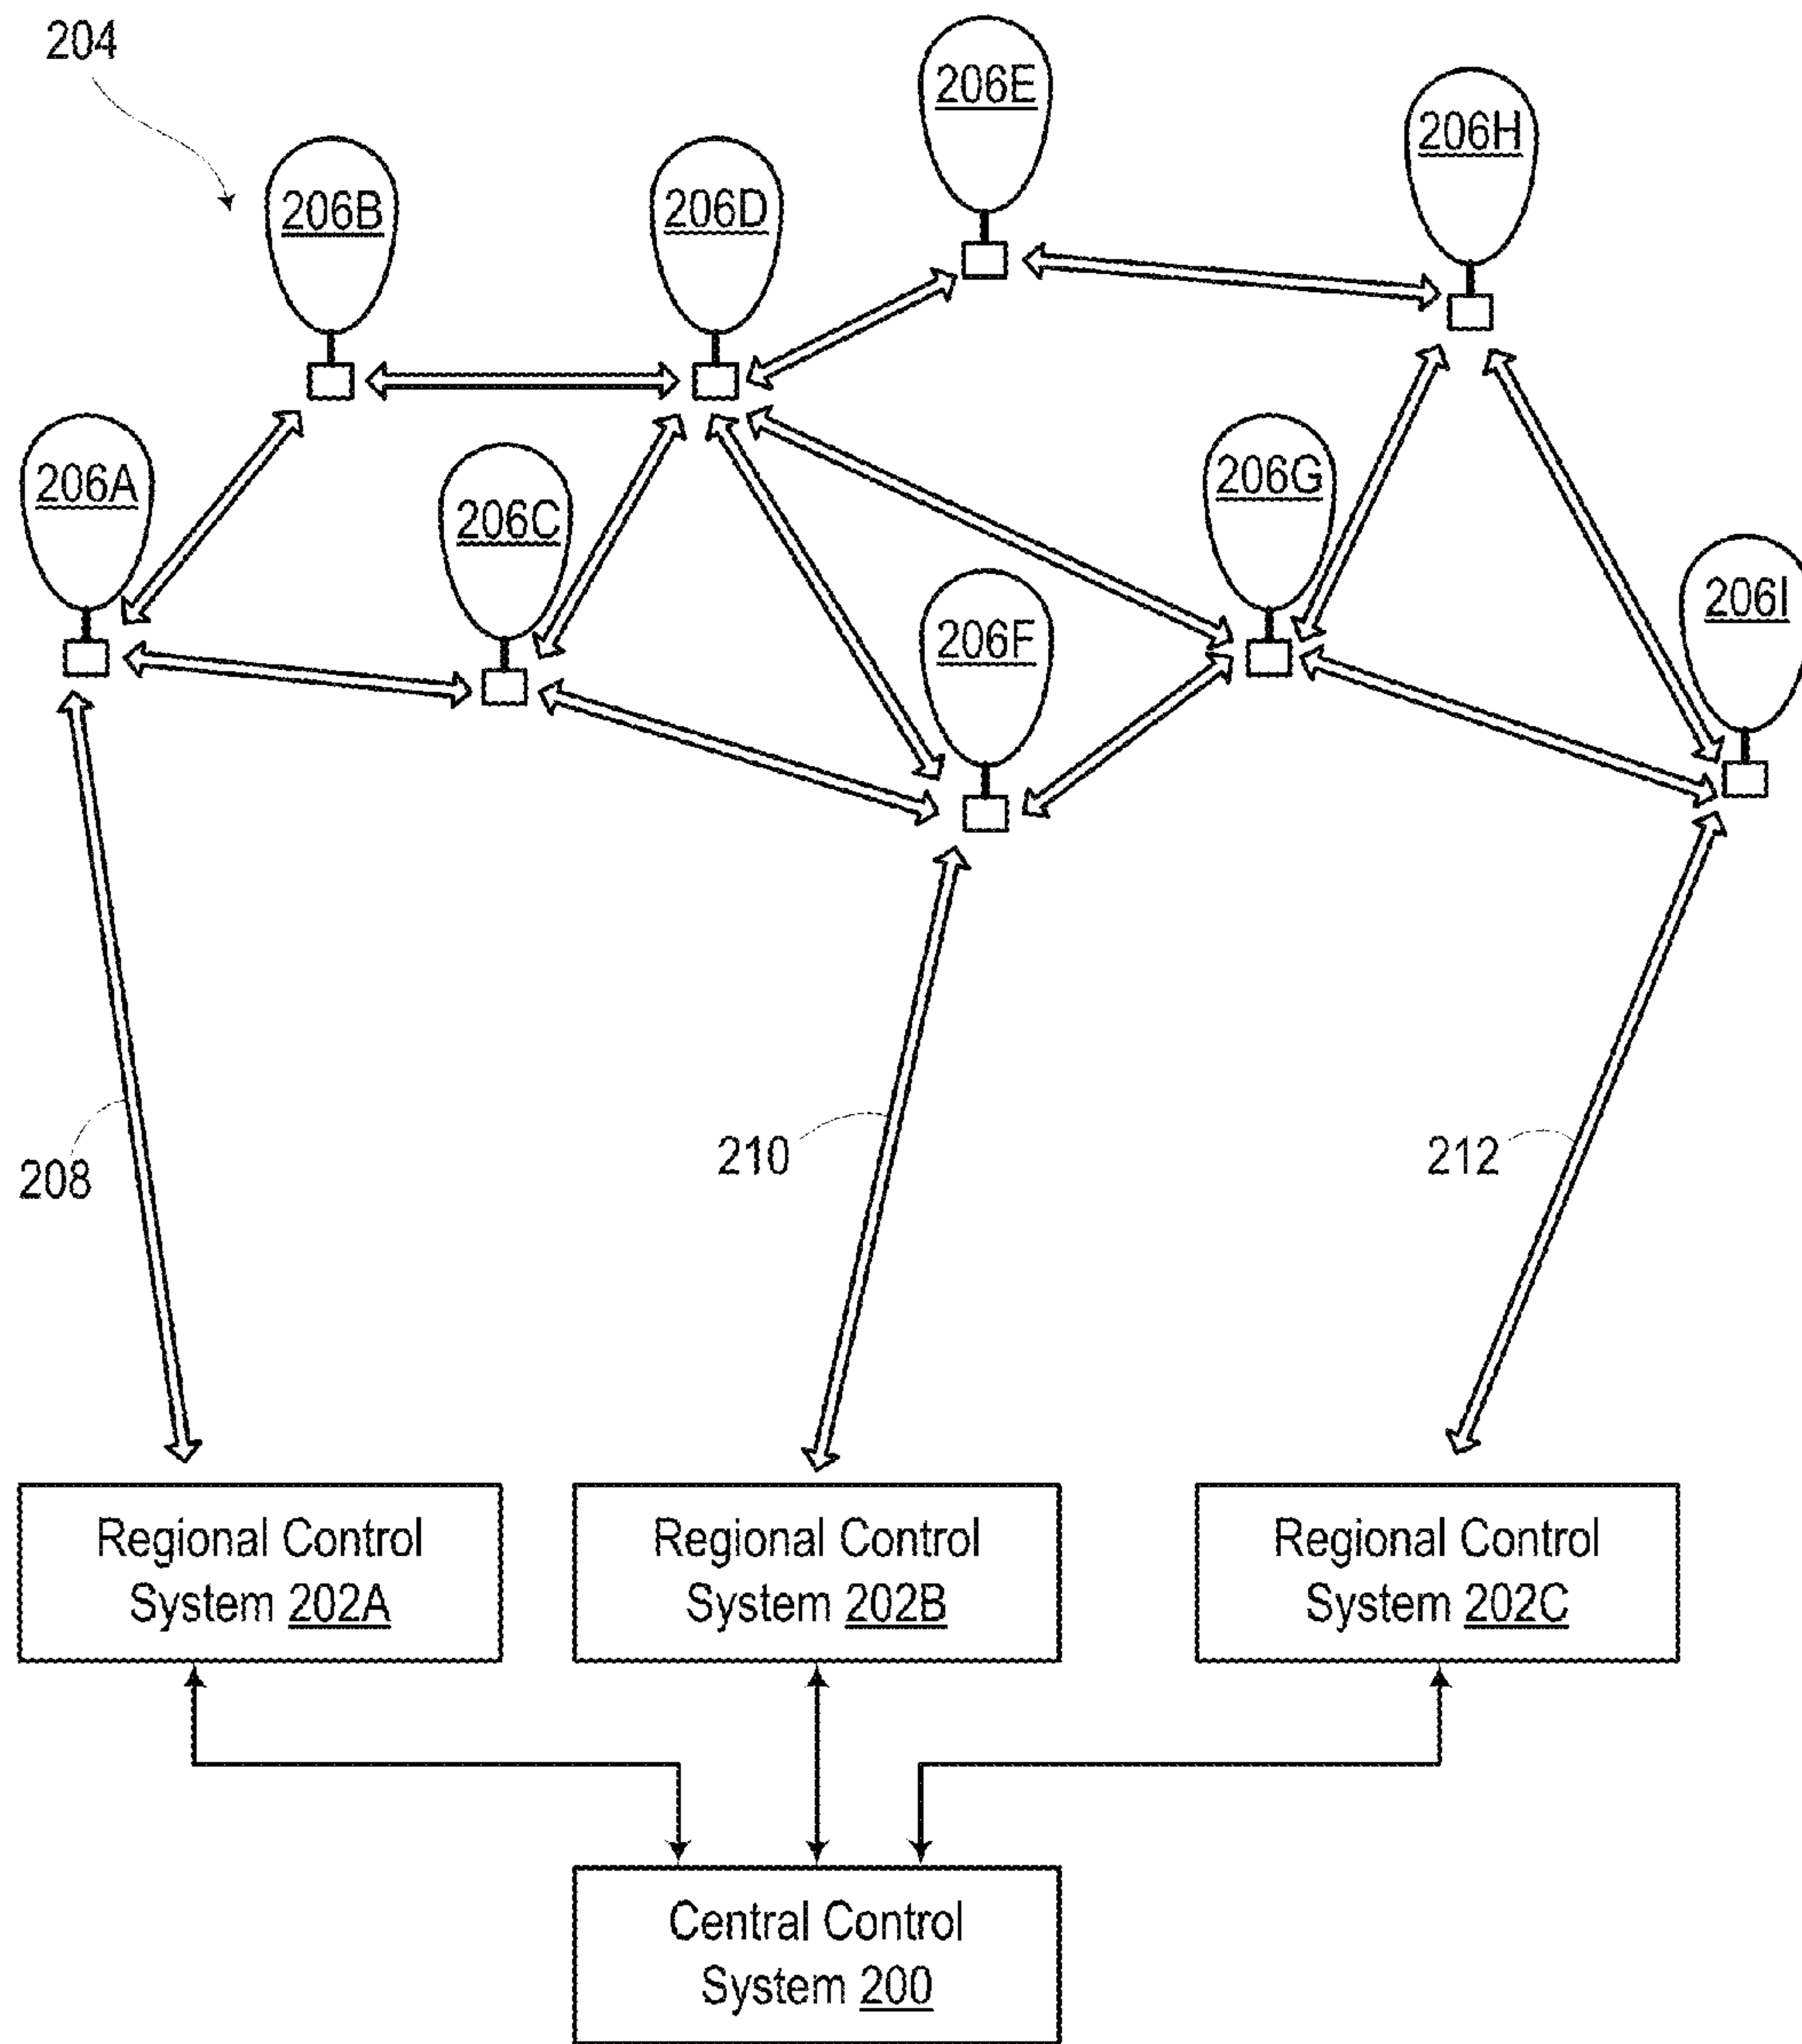 204
206E
206H
206B
206D
206A
206C
206G
206F
206I
208
210
212
Regional Control
System 202A
Regional Control
System 202B
Regional Control
System 202C
Central Control
System 200